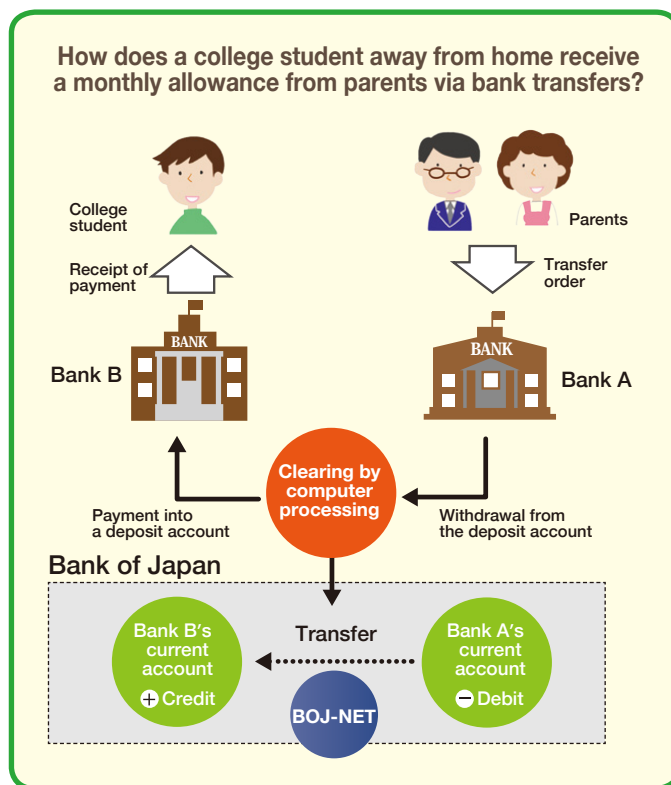 How does a college student away from home receive
a monthly allowance from parents via bank transfers?
College
student
Parents
Receipt of
payment
Transfer
order
BANK
Bank B
BANK
Bank A
Clearing by
computer
processing
Payment into
a deposit account
Withdrawal from
the deposit account
Bank of Japan
Bank B's
current
account
+ Credit
Transfer
BOJ-NET
Bank A's
current
account
− Debit